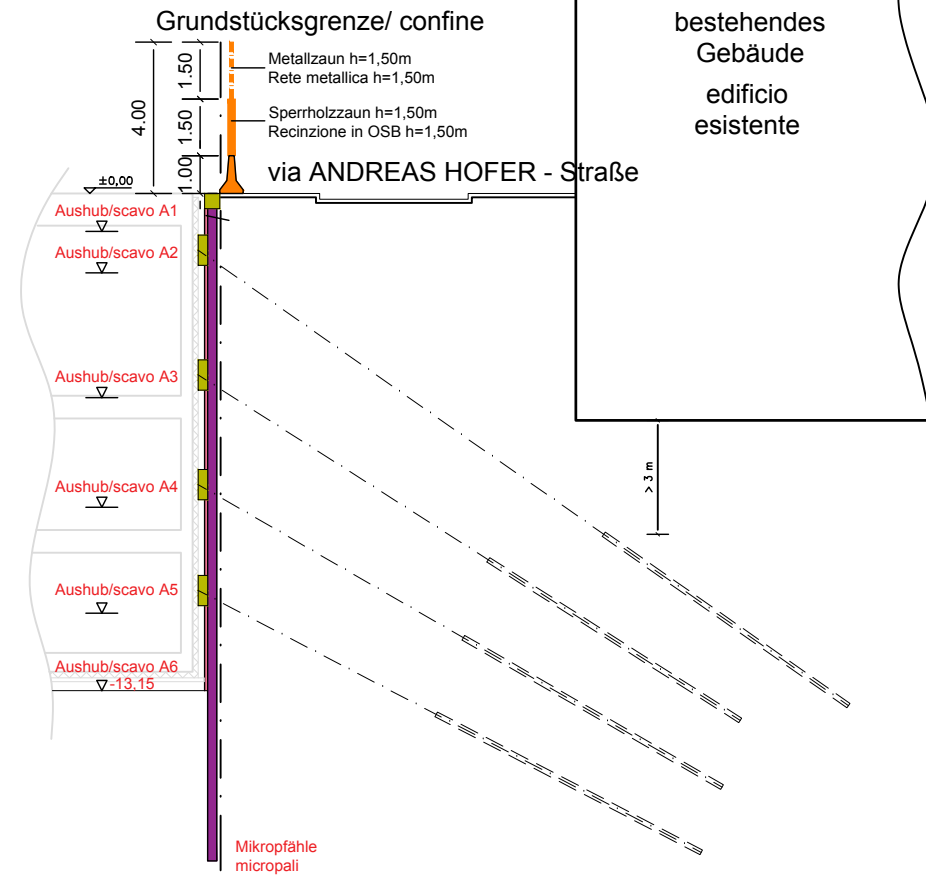 Grundstücksgrenze/ confine
bestehendes
Gebäude
edificio
esistente
Metallzaun h=1,50m
Rete metallica h=1,50m
Sperrholzzaun h=1,50m
Recinzione in OSB h=1,50m
1.50
1.50
1.00
4.00
via ANDREAS HOFER - Straße
±0,00
Aushub/scavo A1
Aushub/scavo A2
Aushub/scavo A3
Aushub/scavo A4
Aushub/scavo A5
Aushub/scavo A6
-13,15
> 3 m
Mikropfähle
micropali